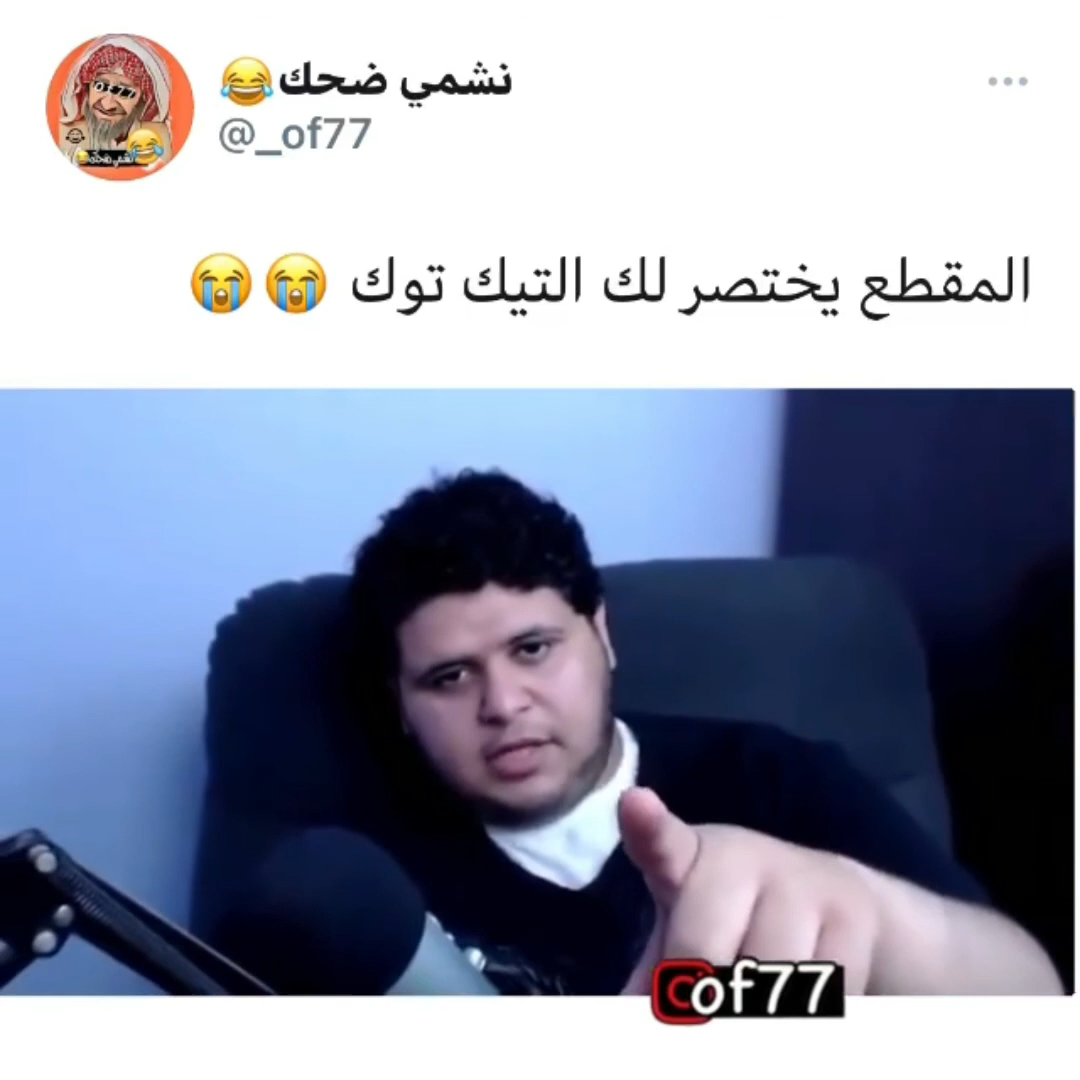 نشمي ضحك😂
@_of77
المقطع يختصر لك التيك توك 😭😭
of77